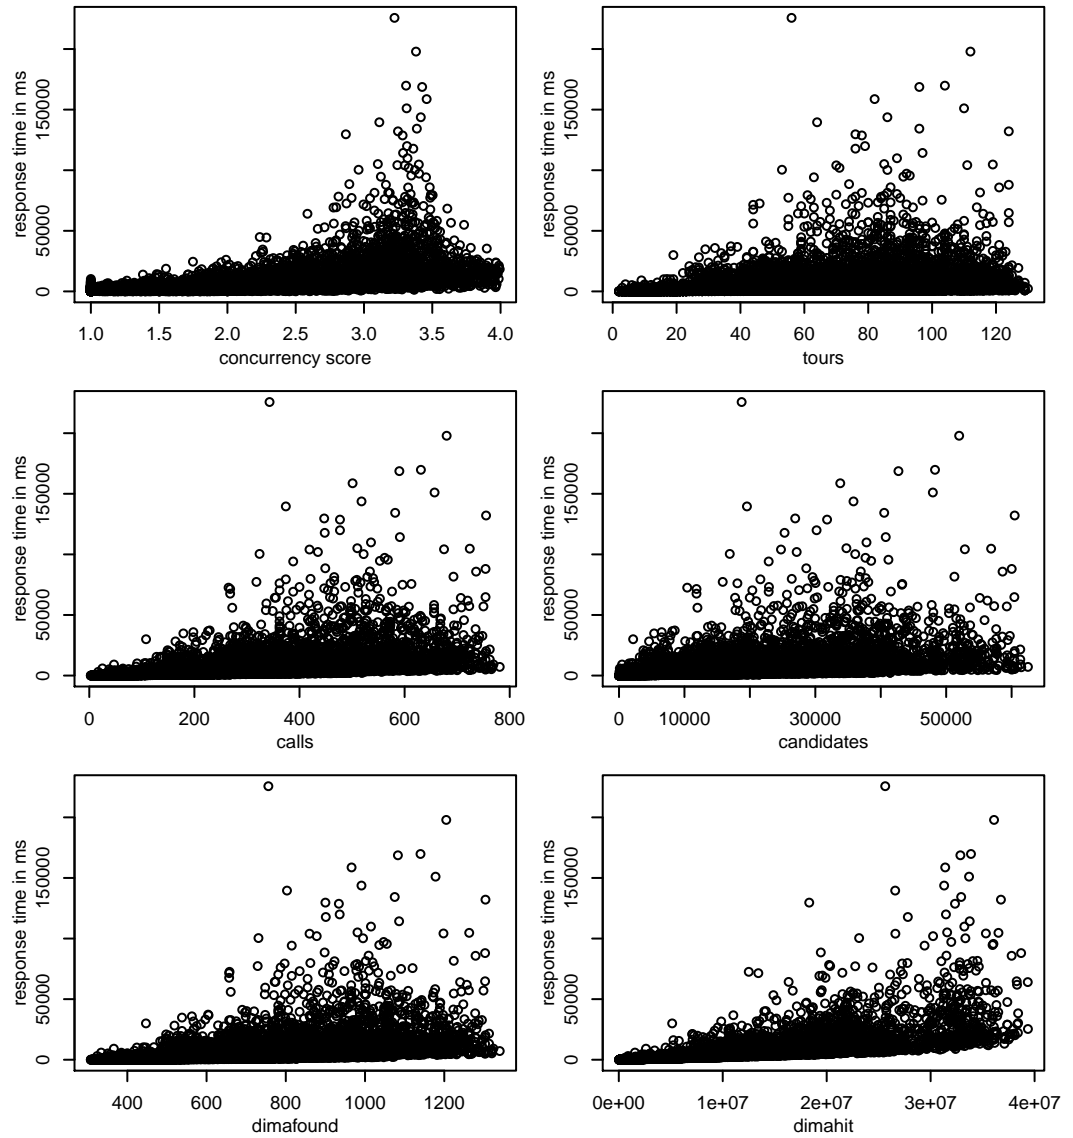 response time in ms
0 50000 150000
1.0 1.5 2.0 2.5 3.0 3.5 4.0
concurrency score
response time in ms
0 50000 150000
0 20 40 60 80 100 120
tours
response time in ms
0 50000 150000
0 200 400 600 800
calls
response time in ms
0 50000 150000
0 10000 30000 50000
candidates
response time in ms
0 50000 150000
400 600 800 1000 1200
dimafound
response time in ms
0 50000 150000
0e+00 1e+07 2e+07 3e+07 4e+07
dimahit